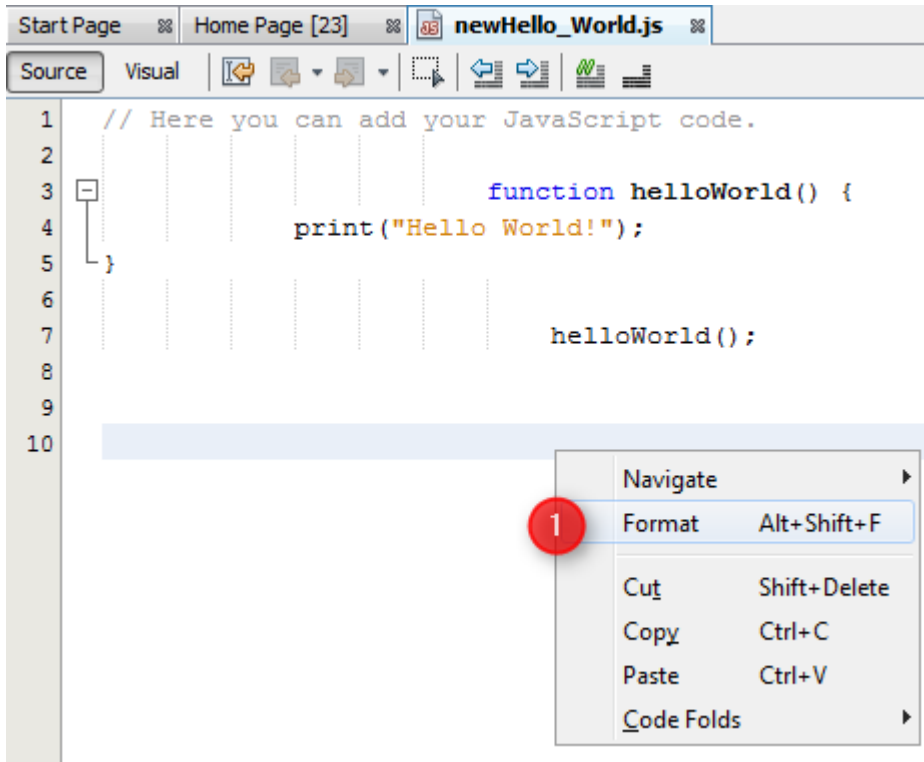 Start Page Home Page [23] newHello_World.js
Source Visual
1 // Here you can add your JavaScript code.
2
3 function helloWorld() {
4 print("Hello World!");
5 }
6
7 helloWorld();
8
9
10
Navigate
1 Format Alt+Shift+F
Cut Shift+Delete
Copy Ctrl+C
Paste Ctrl+V
Code Folds